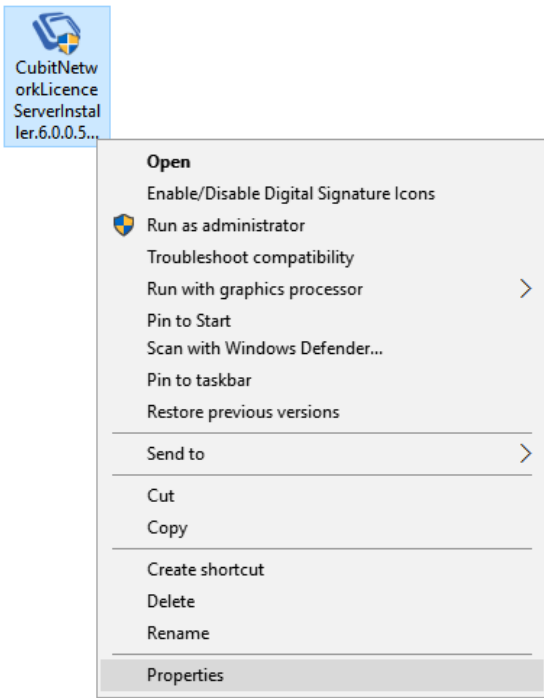 CubitNetw
orkLicence
ServerInstal
ler.6.0.0.5...
Open
Enable/Disable Digital Signature Icons
Run as administrator
Troubleshoot compatibility
Run with graphics processor
Pin to Start
Scan with Windows Defender...
Pin to taskbar
Restore previous versions
Send to
Cut
Copy
Create shortcut
Delete
Rename
Properties